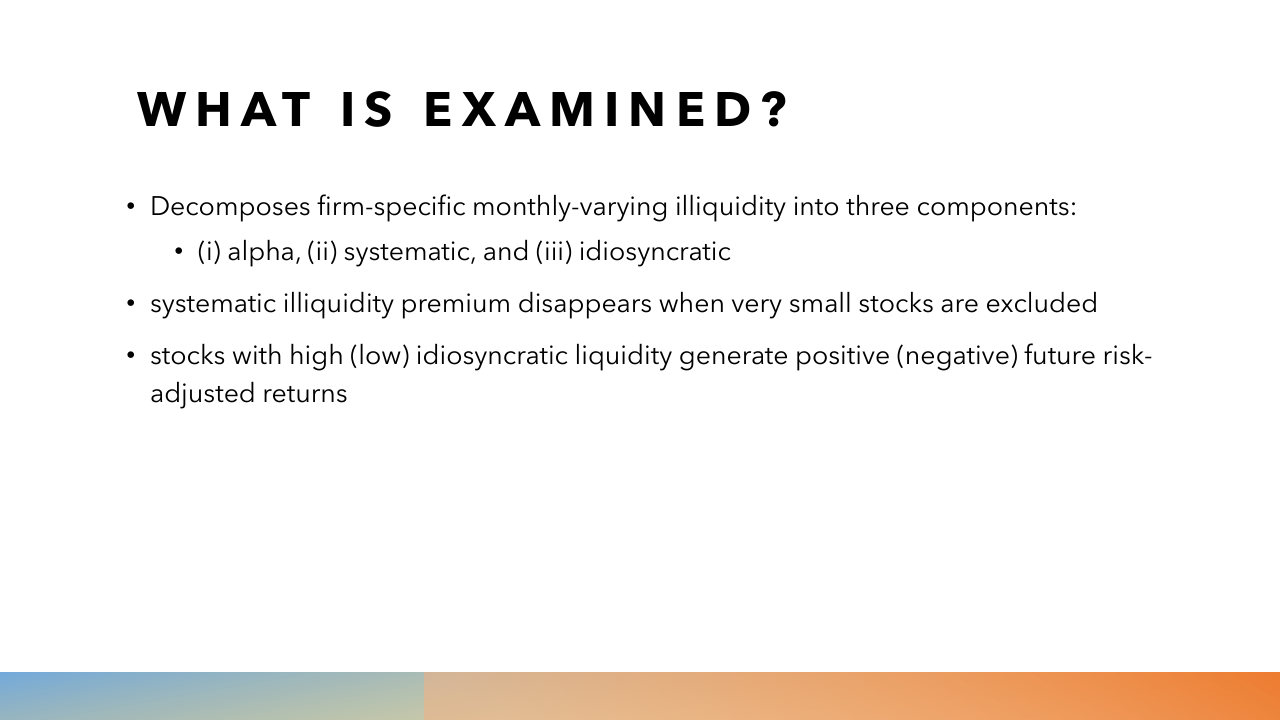 WHAT IS EXAMINED?
• Decomposes firm-specific monthly-varying illiquidity into three components:
• (i) alpha, (ii) systematic, and (iii) idiosyncratic
• systematic illiquidity premium disappears when very small stocks are excluded
• stocks with high (low) idiosyncratic liquidity generate positive (negative) future risk-
adjusted returns